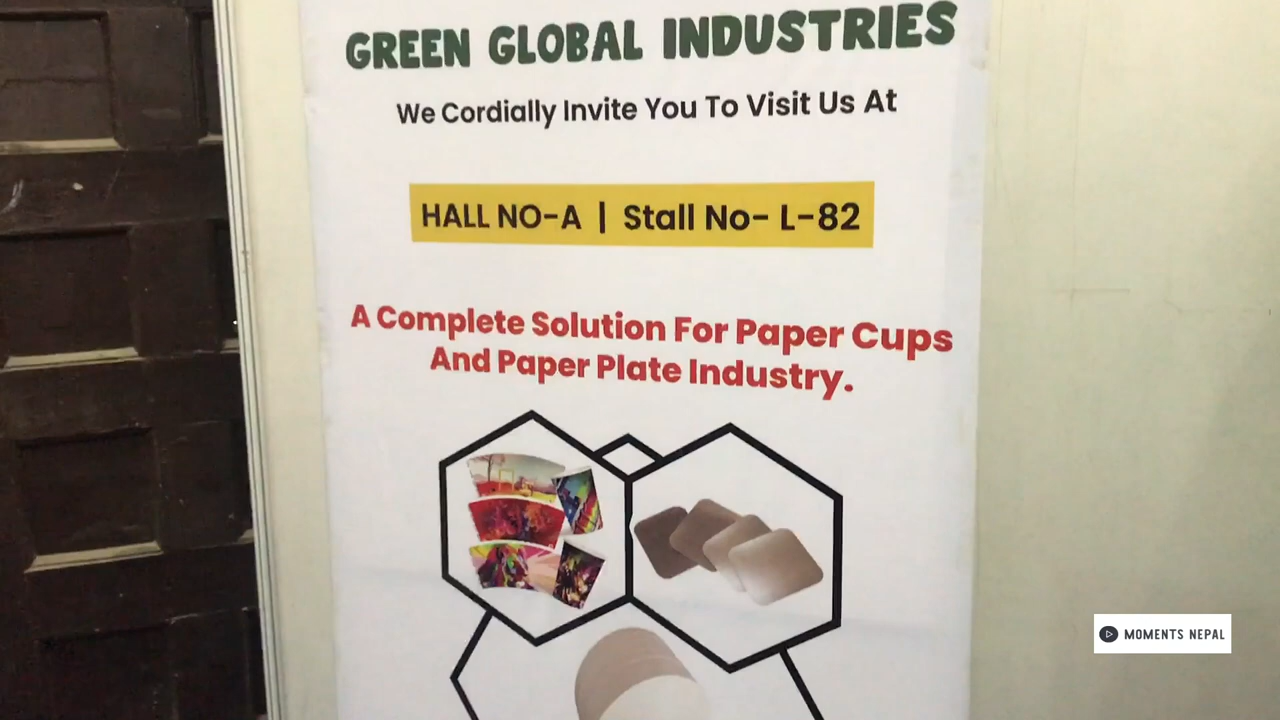 GREEN GLOBAL INDUSTRIES
We Cordially Invite You To Visit Us At
HALL NO-A | Stall No- L-82
A Complete Solution For Paper Cups
And Paper Plate Industry.
MOMENTS NEPAL